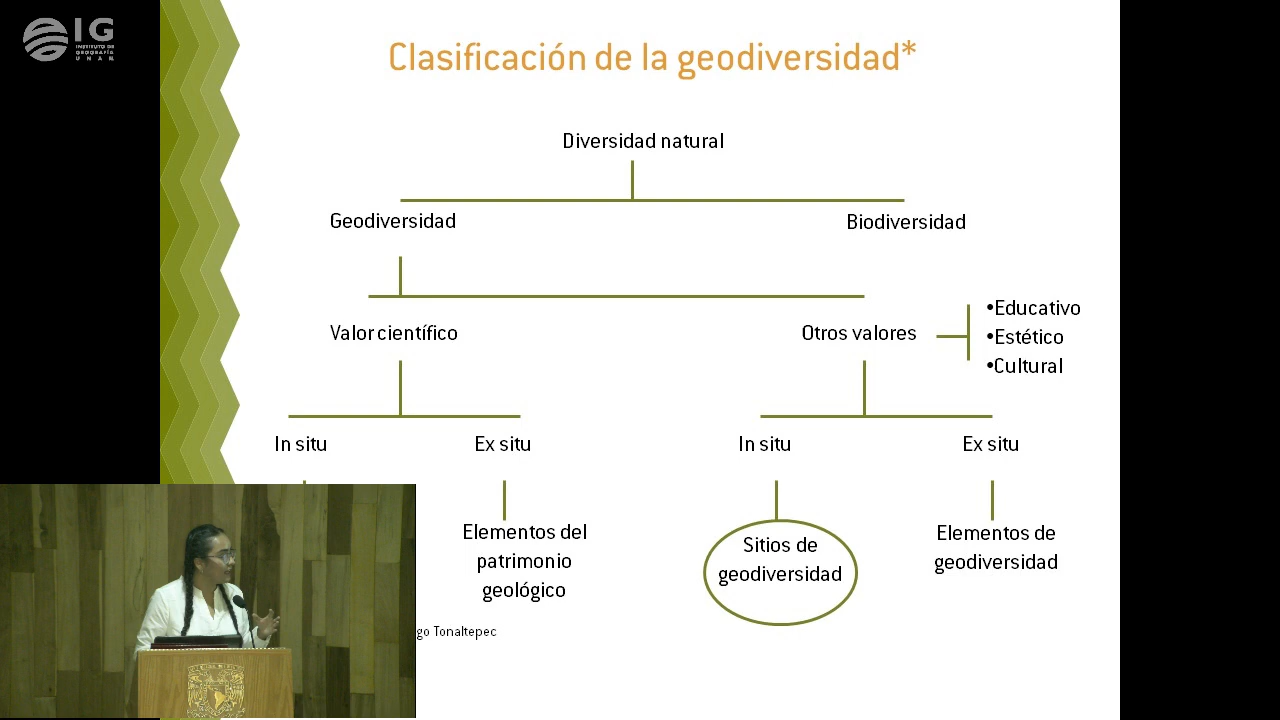 IG
INSTITUTO DE
GEOGRAFÍA
UNAM
Clasificación de la geodiversidad*
Diversidad natural
Geodiversidad
Biodiversidad
Valor científico
Otros valores
•Educativo
•Estético
•Cultural
In situ
Ex situ
In situ
Ex situ
Elementos del
patrimonio
geológico
Sitios de
geodiversidad
Elementos de
geodiversidad
go Tonaltepec